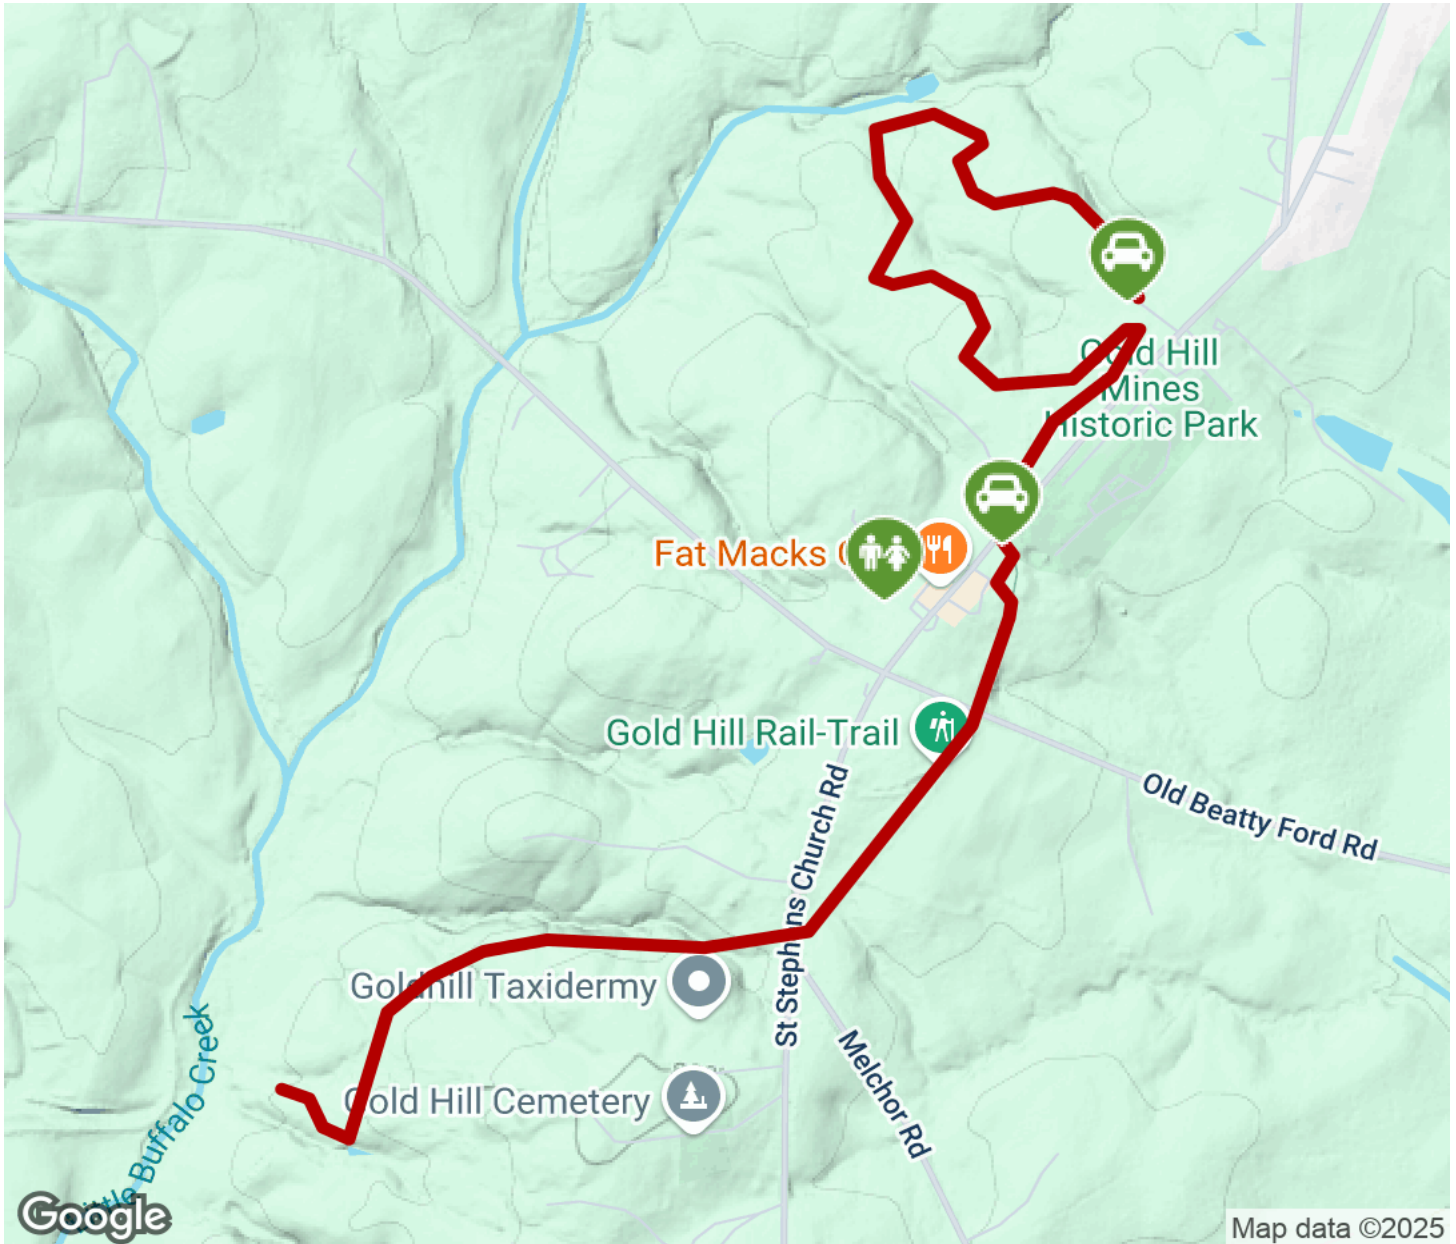 Gold Hill
Mines
Historic Park
Fat Macks
Gold Hill Rail-Trail
Old Beatty Ford Rd
St Stephens Church Rd
Goldhill Taxidermy
Melchor Rd
Gold Hill Cemetery
Little Buffalo Creek
Google
Map data ©2025